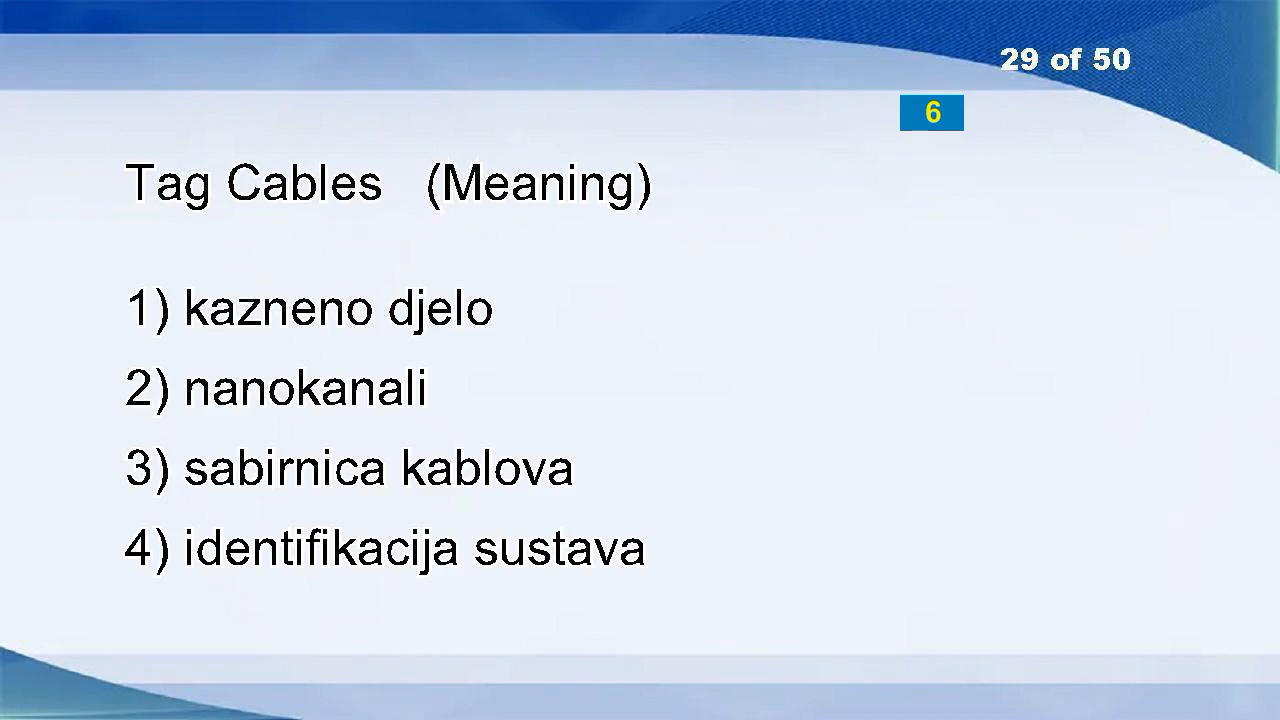 29 of 50
6
Tag Cables (Meaning)
1) kazneno djelo
2) nanokanali
3) sabirnica kablova
4) identifikacija sustava